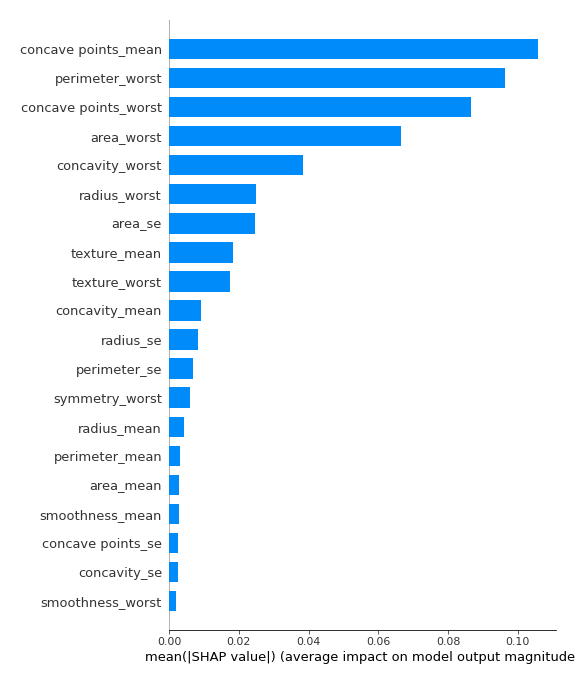 concave points_mean
perimeter_worst
concave points_worst
area_worst
concavity_worst
radius_worst
area_se
texture_mean
texture_worst
concavity_mean
radius_se
perimeter_se
symmetry_worst
radius_mean
perimeter_mean
area_mean
smoothness_mean
concave points_se
concavity_se
smoothness_worst
0.00 0.02 0.04 0.06 0.08 0.10
mean(|SHAP value|) (average impact on model output magnitude